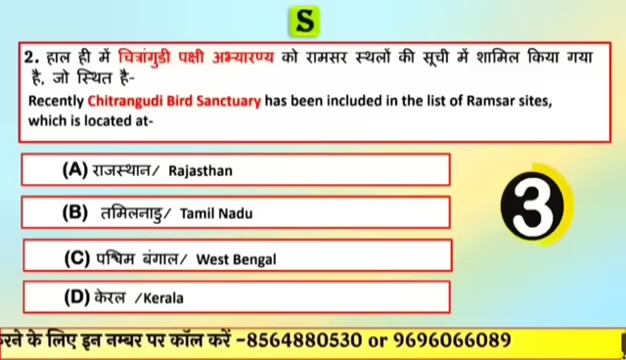 S
2. हाल ही में चित्रांगुडी पक्षी अभ्यारण्य को रामसर स्थलों की सूची में शामिल किया गया
है, जो स्थित है-
Recently Chitrangudi Bird Sanctuary has been included in the list of Ramsar sites,
which is located at-
(A) राजस्थान/ Rajasthan
(B) तमिलनाडु/ Tamil Nadu
3
(C) पश्चिम बंगाल/ West Bengal
(D) केरल /Kerala
रने के लिए इन नम्बर पर कॉल करें -8564880530 or 9696066089